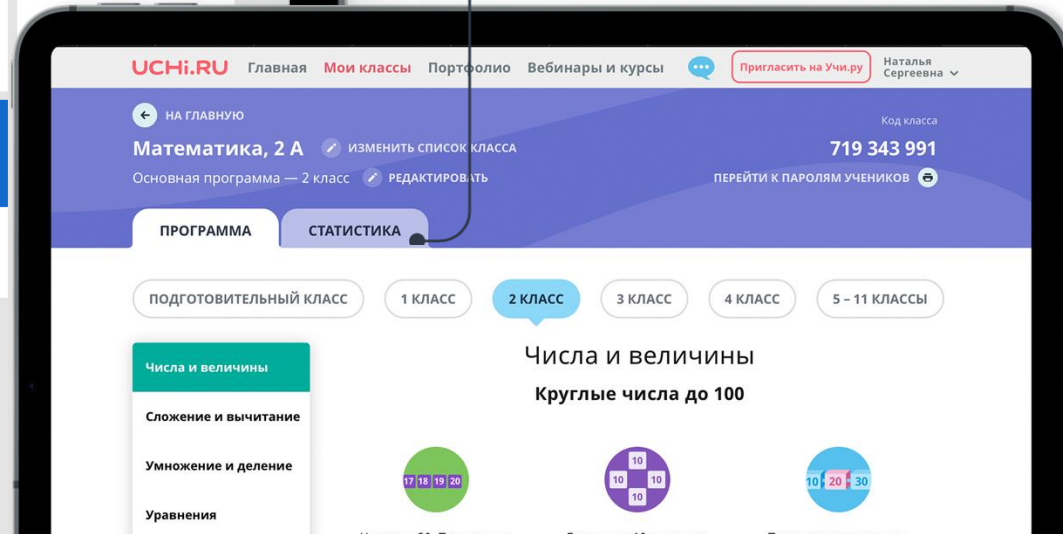 UCHi.RU Главная Мои классы Портфолио Вебинары и курсы Пригласить на Учи.ру Наталья
Сергеевна
НА ГЛАВНУЮ
Код класса
Математика, 2 А ИЗМЕНИТЬ СПИСОК КЛАССА 719 343 991
Основная программа — 2 класс РЕДАКТИРОВАТЬ ПЕРЕЙТИ К ПАРОЛЯМ УЧЕНИКОВ
ПРОГРАММА СТАТИСТИКА
ПОДГОТОВИТЕЛЬНЫЙ КЛАСС 1 КЛАСС 2 КЛАСС 3 КЛАСС 4 КЛАСС 5 – 11 КЛАССЫ
Числа и величины
Сложение и вычитание
Умножение и деление
Уравнения
Числа и величины
Круглые числа до 100
17 18 19 20
10
10 10
10
10 20 30